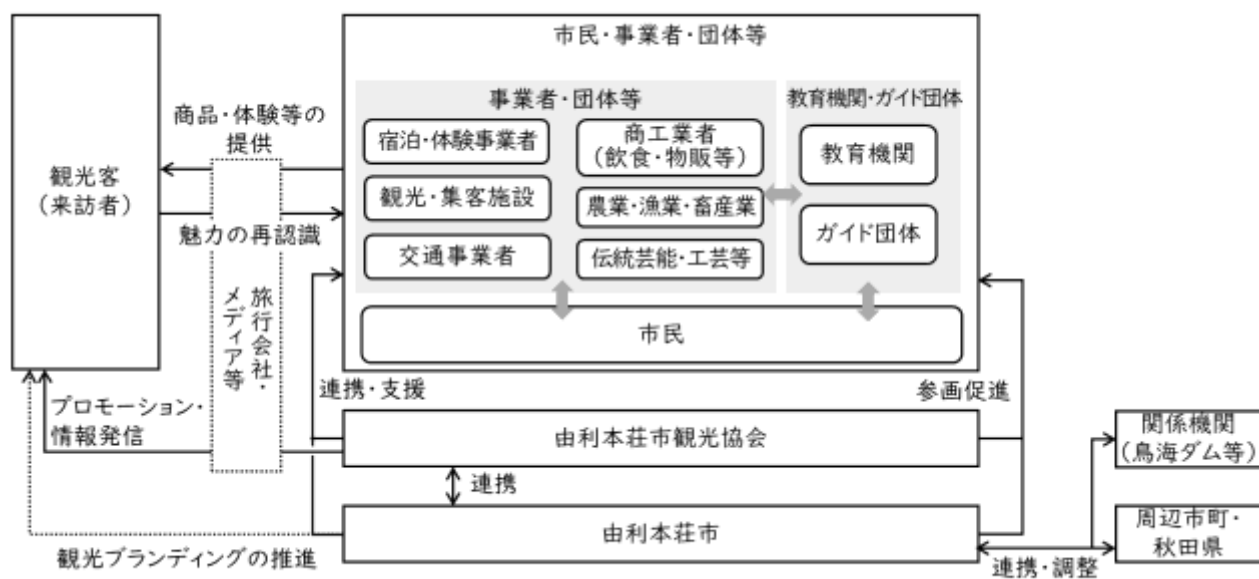 市民・事業者・団体等
事業者・団体等
教育機関・ガイド団体
商品・体験等の
提供
宿泊・体験事業者
商工業者
(飲食・物販等)
教育機関
観光客
(来訪者)
観光・集客施設
農業・漁業・畜産業
ガイド団体
魅力の再認識
交通事業者
伝統芸能・工芸等
旅行会社・
メディア等
市民
連携・支援
参画促進
プロモーション・
情報発信
由利本荘市観光協会
関係機関
(鳥海ダム等)
連携
由利本荘市
周辺市町・
秋田県
観光ブランディングの推進
連携・調整